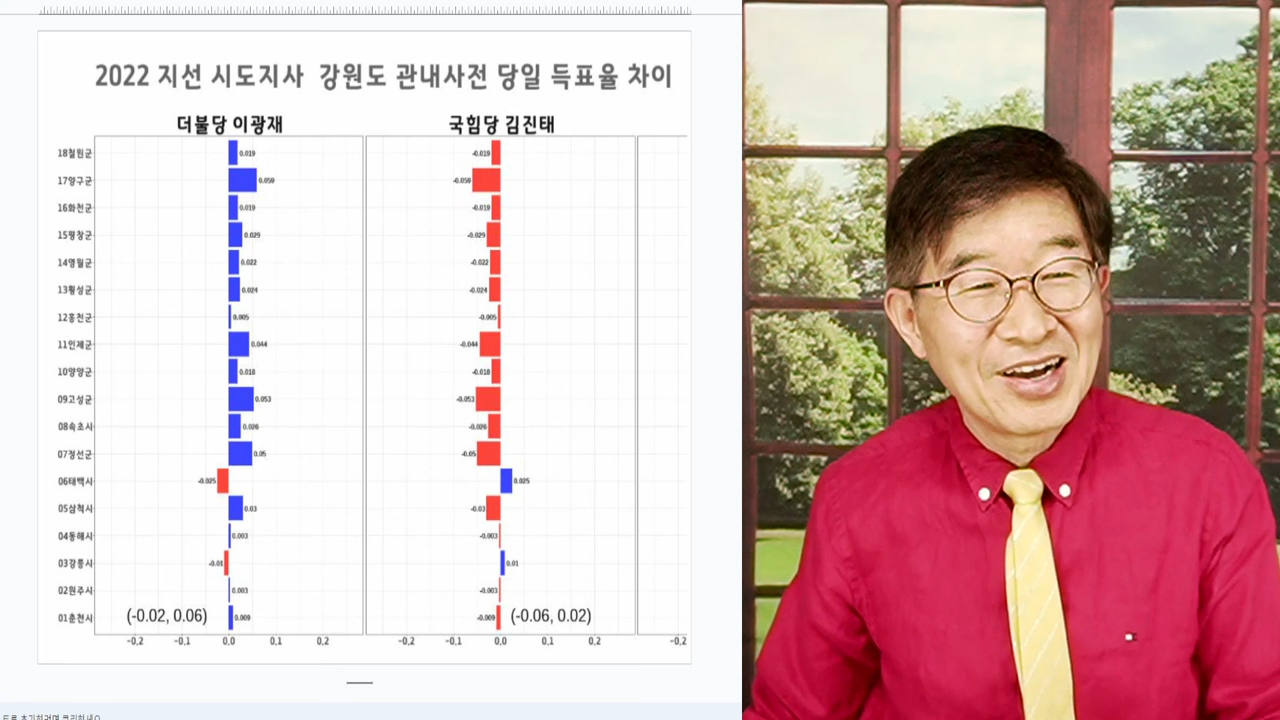 2022 지선 시도지사 강원도 관내사전 당일 득표율 차이
더불당 이광재
국힘당 김진태
18철원군 0.019 -0.019
17양구군 0.059 -0.059
16화천군 0.019 -0.019
15평창군 0.029 -0.029
14영월군 0.022 -0.022
13횡성군 0.024 -0.024
12홍천군 0.005 -0.005
11인제군 0.044 -0.044
10양양군 0.018 -0.018
09고성군 0.053 -0.053
08속초시 0.026 -0.026
07정선군 0.05 -0.05
06태백시 -0.025 0.025
05삼척시 0.03 -0.03
04동해시 0.003 -0.003
03강릉시 -0.01 0.01
02원주시 0.003 -0.003
01춘천시 (-0.02, 0.06) 0.009 -0.009 (-0.06, 0.02)
-0.2 -0.1 0.0 0.1 0.2 -0.2 -0.1 0.0 0.1 0.2 -0.2